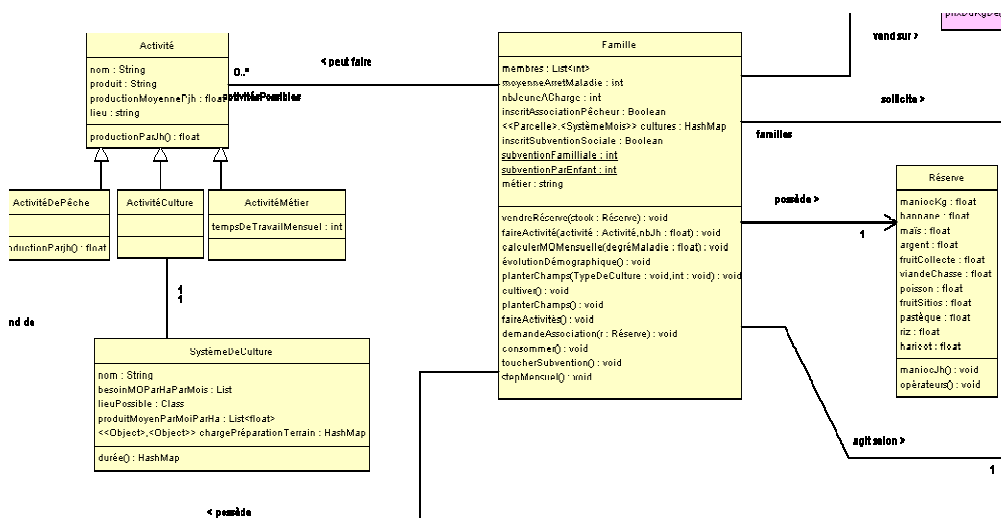 Activité
nom : String
produit : String
productionMoyennePjh : float
lieu : string
productionParJh() : float
0..*
activitésPossibles
< peut faire
ActivitéDePêche
ductionParjh() : float
ActivitéCulture
ActivitéMétier
tempsDeTravailMensuel : int
1
1
nd de
SystèmeDeCulture
nom : String
besoinMOParHaParMois : List
lieuPossible : Class
produitMoyenParMoiParHa : List<float>
<<Object>,<Object>> chargePréparationTerrain : HashMap
durée() : HashMap
< possède
Famille
membres : List<int>
moyenneArretMaladie : int
nbJeuneACharge : int
inscritAssociationPêcheur : Boolean
<<Parcelle>,<SystèmeMois>> cultures : HashMap
inscritSubventionSociale : Boolean
subventionFamilliale : int
subventionParEnfant : int
métier : string
vendreRéserve(stook : Réserve) : void
faireActivité(activité : Activité,nbJh : float) : void
calculerMOMensuelle(degréMaladie : float) : void
évolutionDémographique() : void
planterChamps(TypeDeCulture : void,int : void) : void
cultiver() : void
planterChamps() : void
faireActivités() : void
demandeAssociation(r : Réserve) : void
consommer() : void
toucherSubvention() : void
stepMensuel() : void
vend sur >
sollicite >
familles
possède >
1
Réserve
maniocKg : float
bannane : float
maïs : float
argent : float
fruitCollecte : float
viandeChasse : float
poisson : float
fruitSitios : float
pastèque : float
riz : float
haricot : float
maniocJh() : void
opérateurs() : void
agit selon >
1